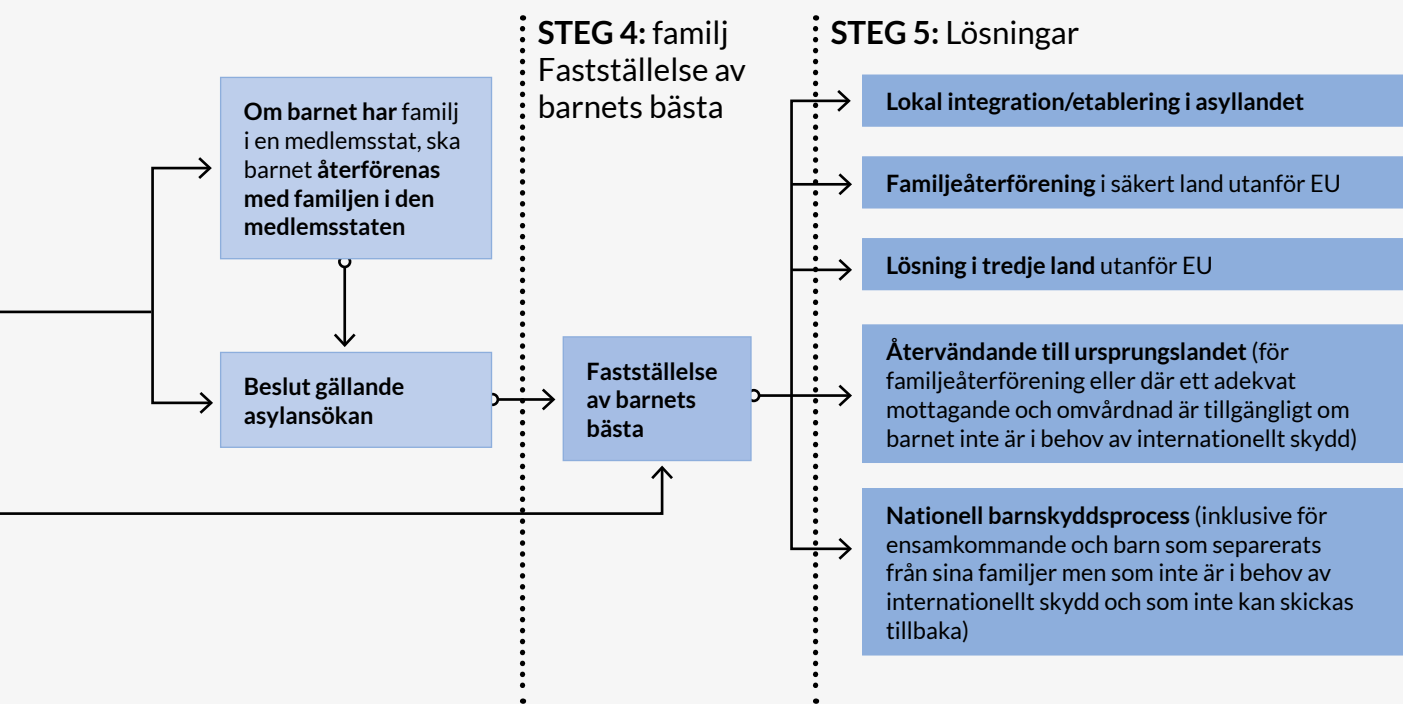 Om barnet har familj
i en medlemsstat, ska
barnet återförenas
med familjen i den
medlemsstaten
Beslut gällande
asylansökan
STEG 4: familj
Fastställelse av
barnets bästa
Fastställelse
av barnets
bästa
STEG 5: Lösningar
Lokal integration/etablering i asyllandet
Familjeåterförening i säkert land utanför EU
Lösning i tredje land utanför EU
Återvändande till ursprungslandet (för
familjeåterförening eller där ett adekvat
mottagande och omvårdnad är tillgängligt om
barnet inte är i behov av internationellt skydd)
Nationell barnskyddsprocess (inklusive för
ensamkommande och barn som separerats
från sina familjer men som inte är i behov av
internationellt skydd och som inte kan skickas
tillbaka)